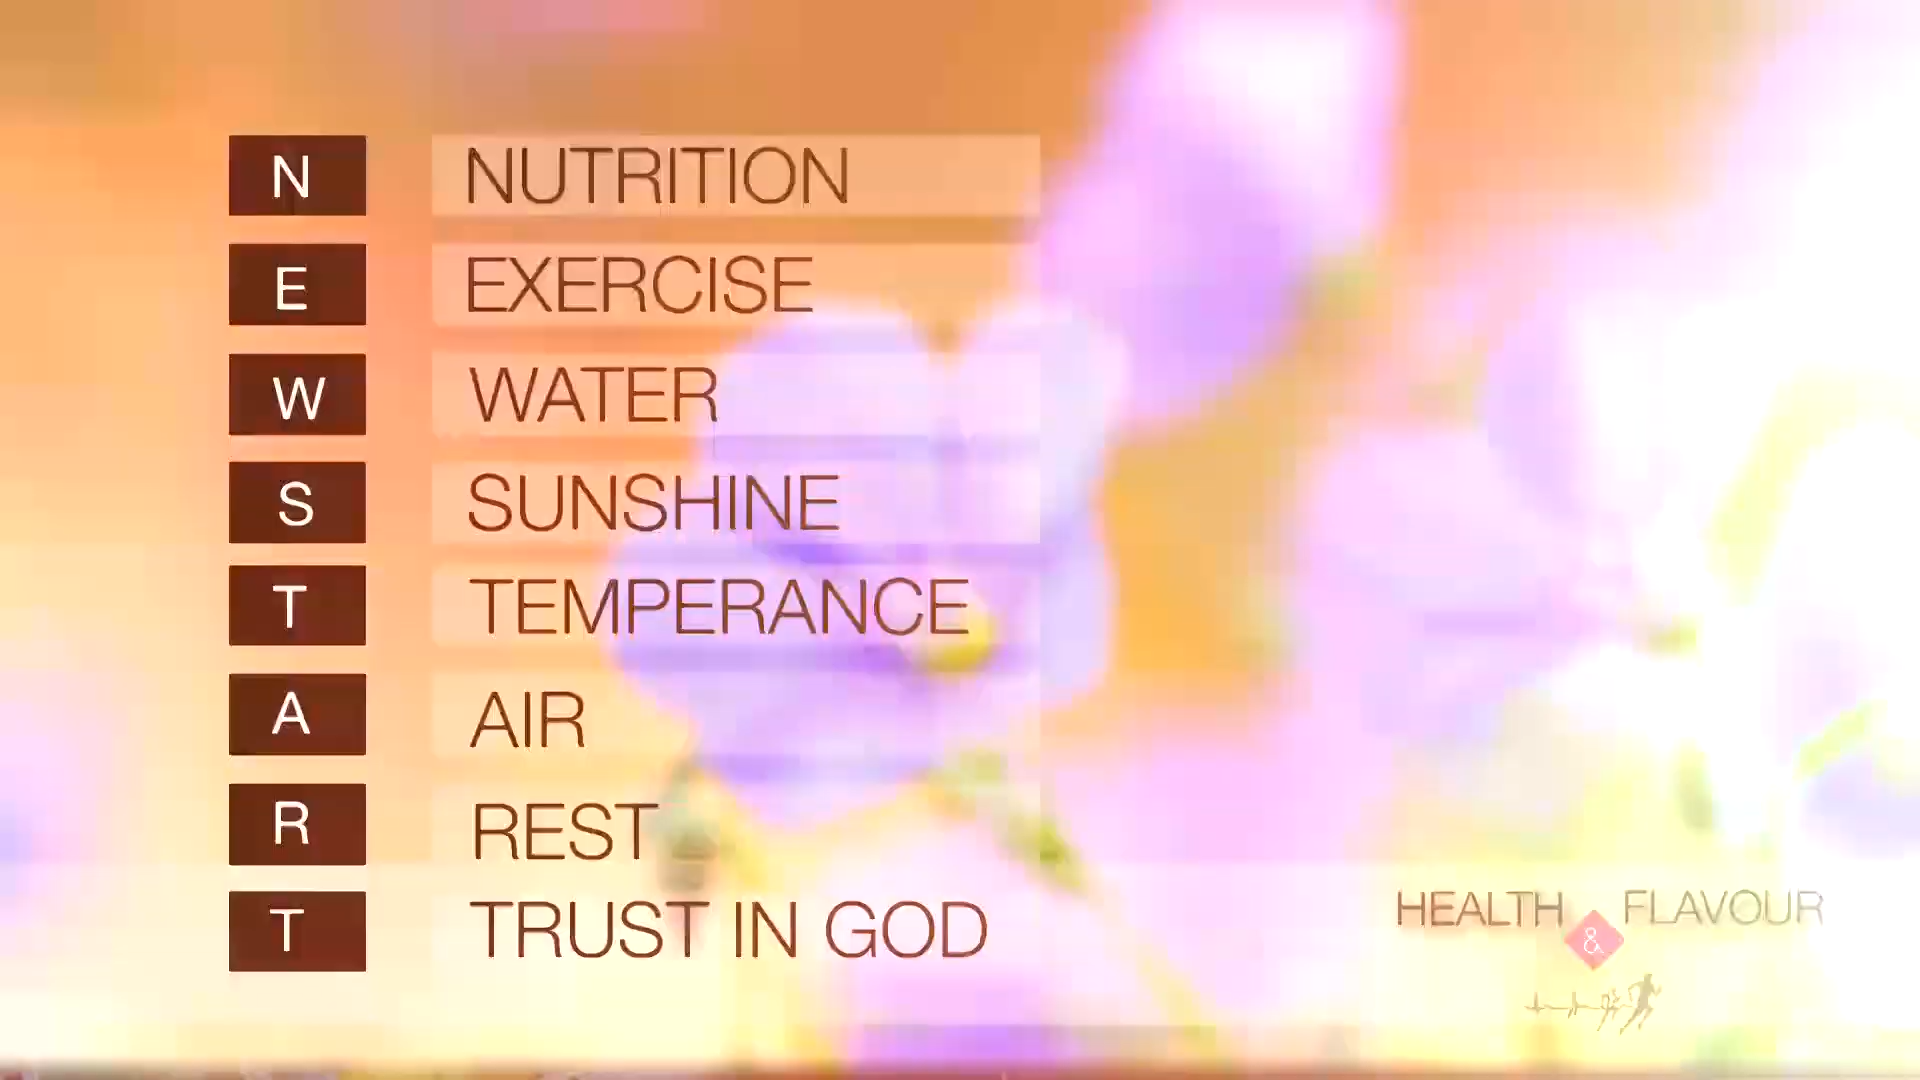 N NUTRITION
E EXERCISE
W WATER
S SUNSHINE
T TEMPERANCE
A AIR
R REST
T TRUST IN GOD
HEALTH & FLAVOUR